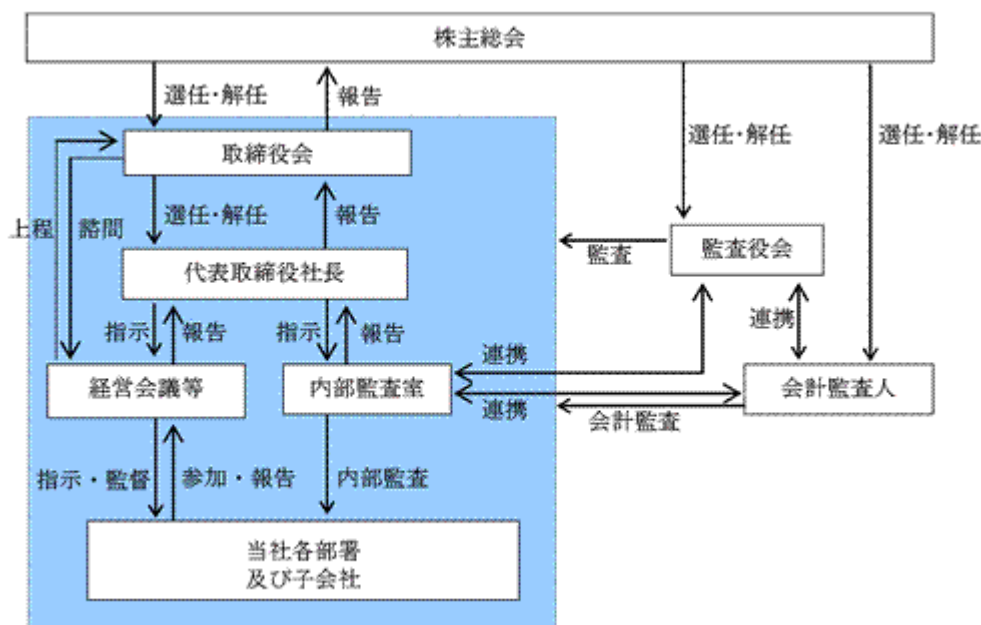 株主総会
選任・解任
報告
選任・解任
選任・解任
取締役会
上程
諮問
選任・解任
報告
監査
監査役会
代表取締役社長
指示
報告
指示
報告
連携
連携
経営会議等
内部監査室
連携
会計監査
会計監査人
指示・監督
参加・報告
内部監査
当社各部署
及び子会社